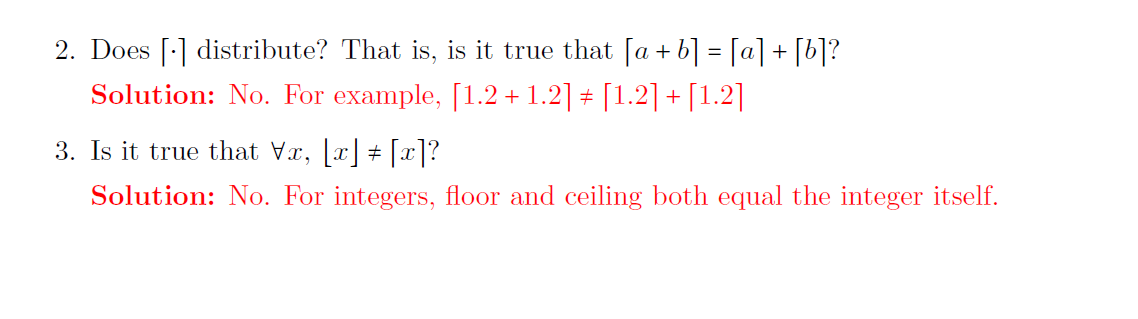 2. Does ⌈·⌉ distribute? That is, is it true that ⌈a + b⌉ = ⌈a⌉ + ⌈b⌉?
Solution: No. For example, ⌈1.2 + 1.2⌉ ≠ ⌈1.2⌉ + ⌈1.2⌉
3. Is it true that ∀x, ⌊x⌋ ≠ ⌈x⌉?
Solution: No. For integers, floor and ceiling both equal the integer itself.